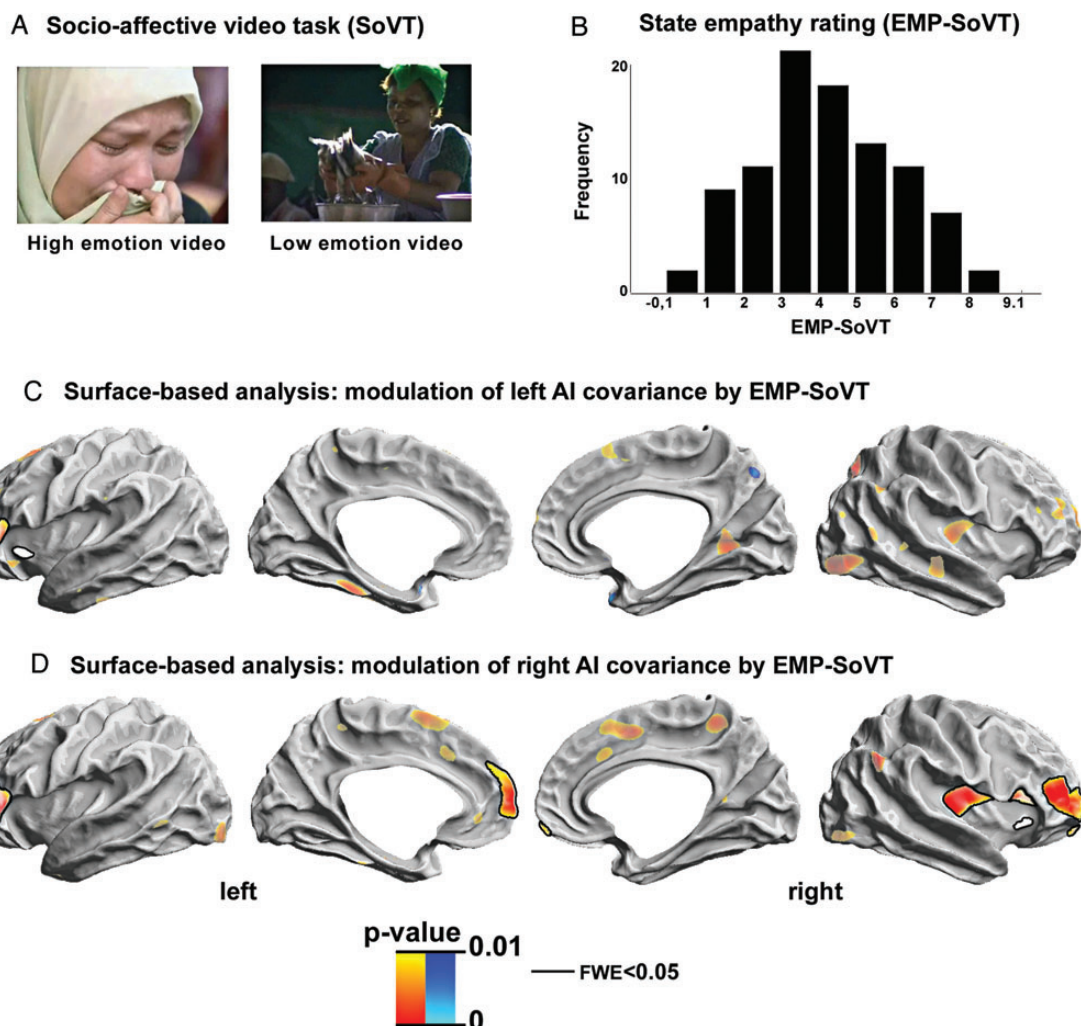 A Socio-affective video task (SoVT)
High emotion video
Low emotion video
B State empathy rating (EMP-SoVT)
Frequency
20
10
0
-0,1 1 2 3 4 5 6 7 8 9.1
EMP-SoVT
C Surface-based analysis: modulation of left AI covariance by EMP-SoVT
D Surface-based analysis: modulation of right AI covariance by EMP-SoVT
left
right
p-value
0.01
FWE<0.05
0